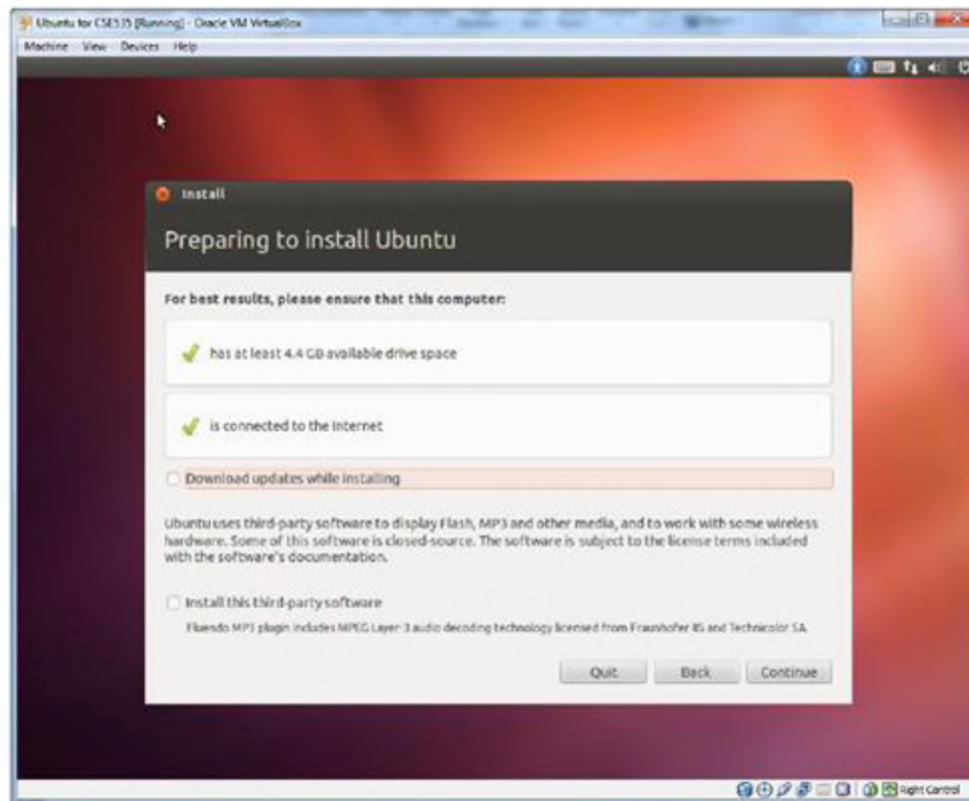 Ubuntu for CSE535 [Running] - Oracle VM VirtualBox
Machine View Devices Help
Install
Preparing to install Ubuntu
For best results, please ensure that this computer:
has at least 4.4 GB available drive space
is connected to the Internet
Download updates while installing
Ubuntu uses third-party software to display Flash, MP3 and other media, and to work with some wireless
hardware. Some of this software is closed-source. The software is subject to the license terms included
with the software's documentation.
Install this third-party software
Fluendo MP3 plugin includes MPEG Layer-3 audio decoding technology licensed from Fraunhofer IIS and Technicolor SA.
Quit Back Continue
Right Control